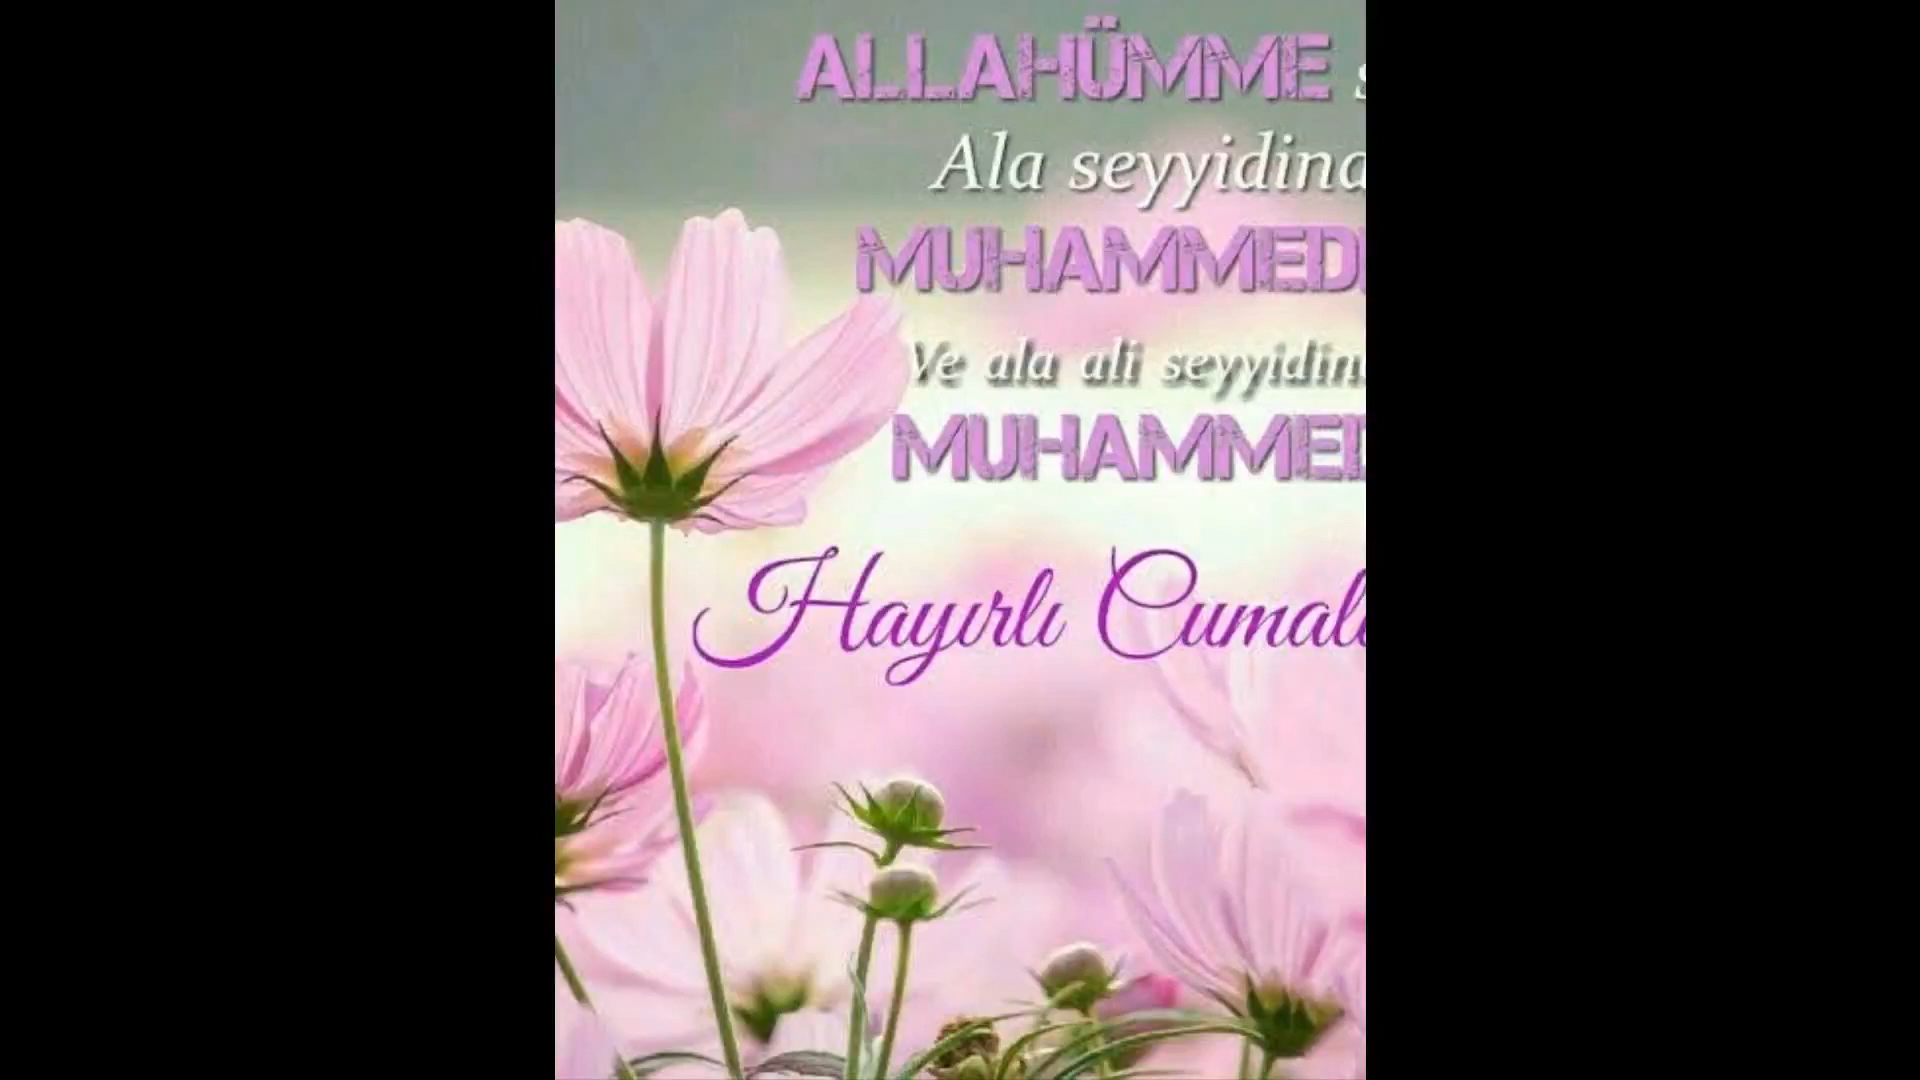 ALLAHÜMME s
Ala seyyidina
MUHAMMED
Ve ala ali seyyidin
MUHAMMED
Hayırlı Cumal